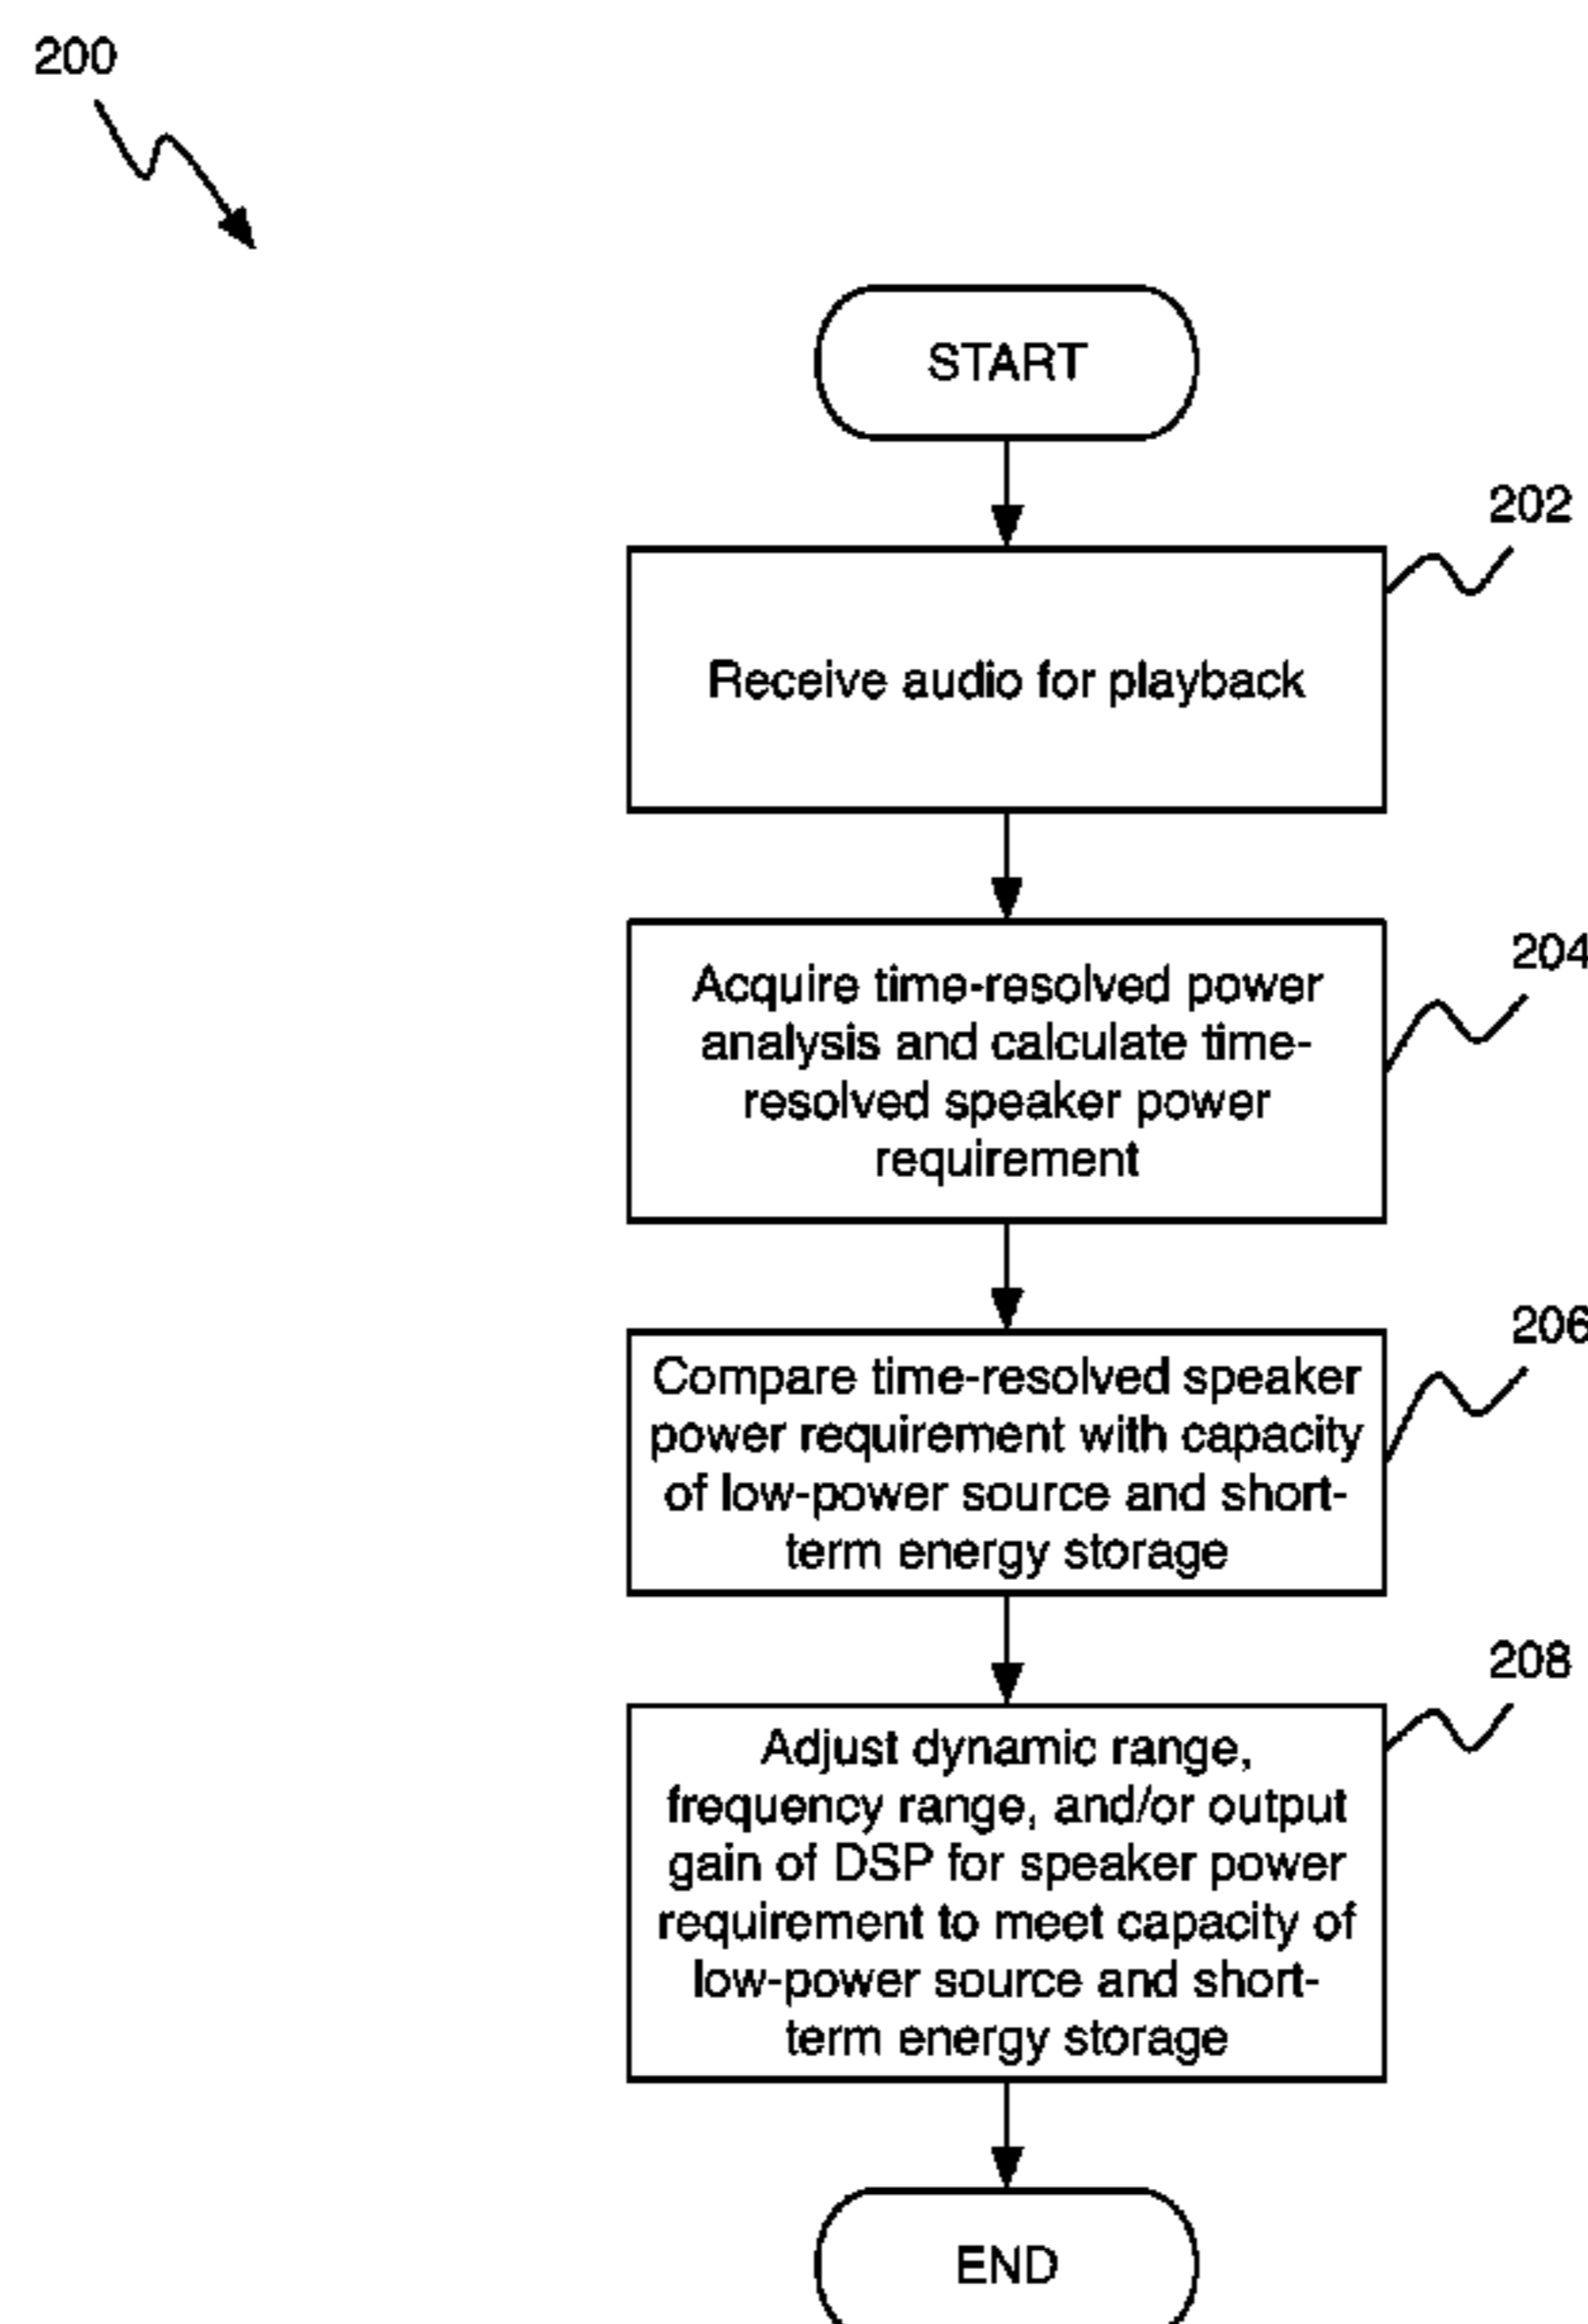 200
START
202
Receive audio for playback
204
Acquire time-resolved power
analysis and calculate time-
resolved speaker power
requirement
206
Compare time-resolved speaker
power requirement with capacity
of low-power source and short-
term energy storage
208
Adjust dynamic range,
frequency range, and/or output
gain of DSP for speaker power
requirement to meet capacity of
low-power source and short-
term energy storage
END